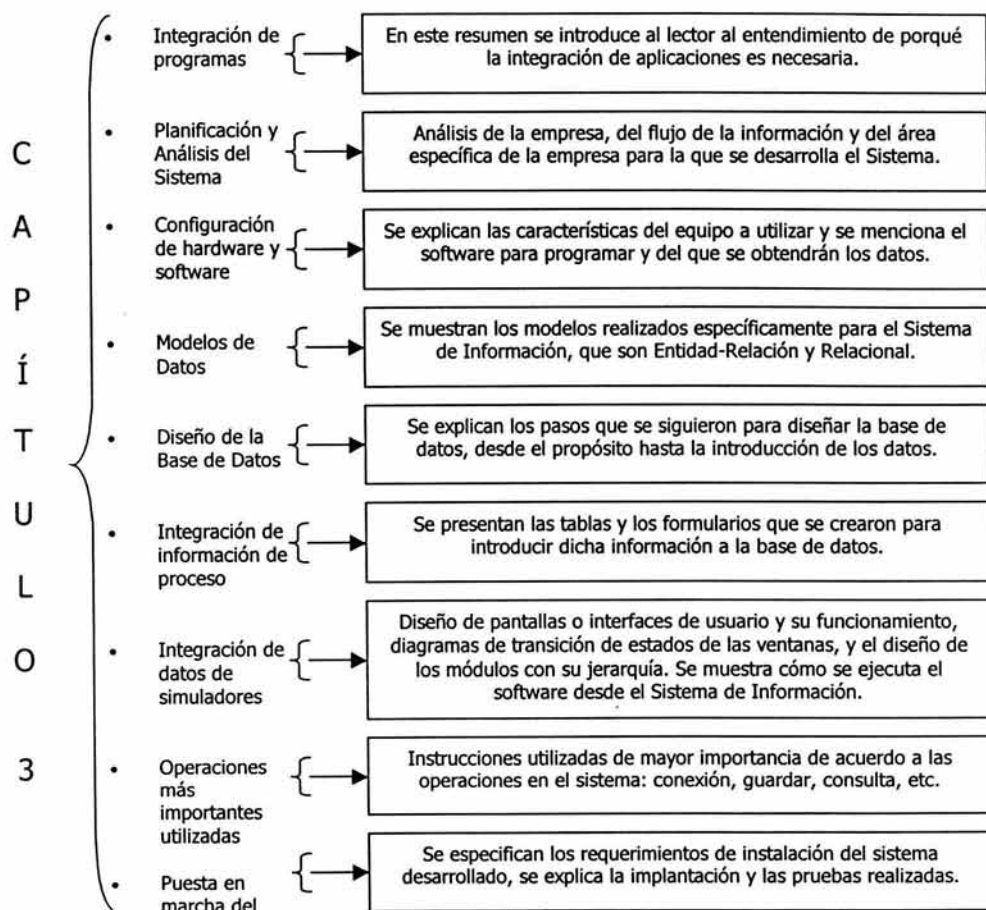 CAPÍTULO 3
• Integración de
programas
En este resumen se introduce al lector al entendimiento de porqué
la integración de aplicaciones es necesaria.
• Planificación y
Análisis del
Sistema
Análisis de la empresa, del flujo de la información y del área
específica de la empresa para la que se desarrolla el Sistema.
• Configuración
de hardware y
software
Se explican las características del equipo a utilizar y se menciona el
software para programar y del que se obtendrán los datos.
• Modelos de
Datos
Se muestran los modelos realizados específicamente para el Sistema
de Información, que son Entidad-Relación y Relacional.
• Diseño de la
Base de Datos
Se explican los pasos que se siguieron para diseñar la base de
datos, desde el propósito hasta la introducción de los datos.
• Integración de
información de
proceso
Se presentan las tablas y los formularios que se crearon para
introducir dicha información a la base de datos.
• Integración de
datos de
simuladores
Diseño de pantallas o interfaces de usuario y su funcionamiento,
diagramas de transición de estados de las ventanas, y el diseño de
los módulos con su jerarquía. Se muestra cómo se ejecuta el
software desde el Sistema de Información.
• Operaciones
más
importantes
utilizadas
Instrucciones utilizadas de mayor importancia de acuerdo a las
operaciones en el sistema: conexión, guardar, consulta, etc.
• Puesta en
marcha del
Se especifican los requerimientos de instalación del sistema
desarrollado, se explica la implantación y las pruebas realizadas.